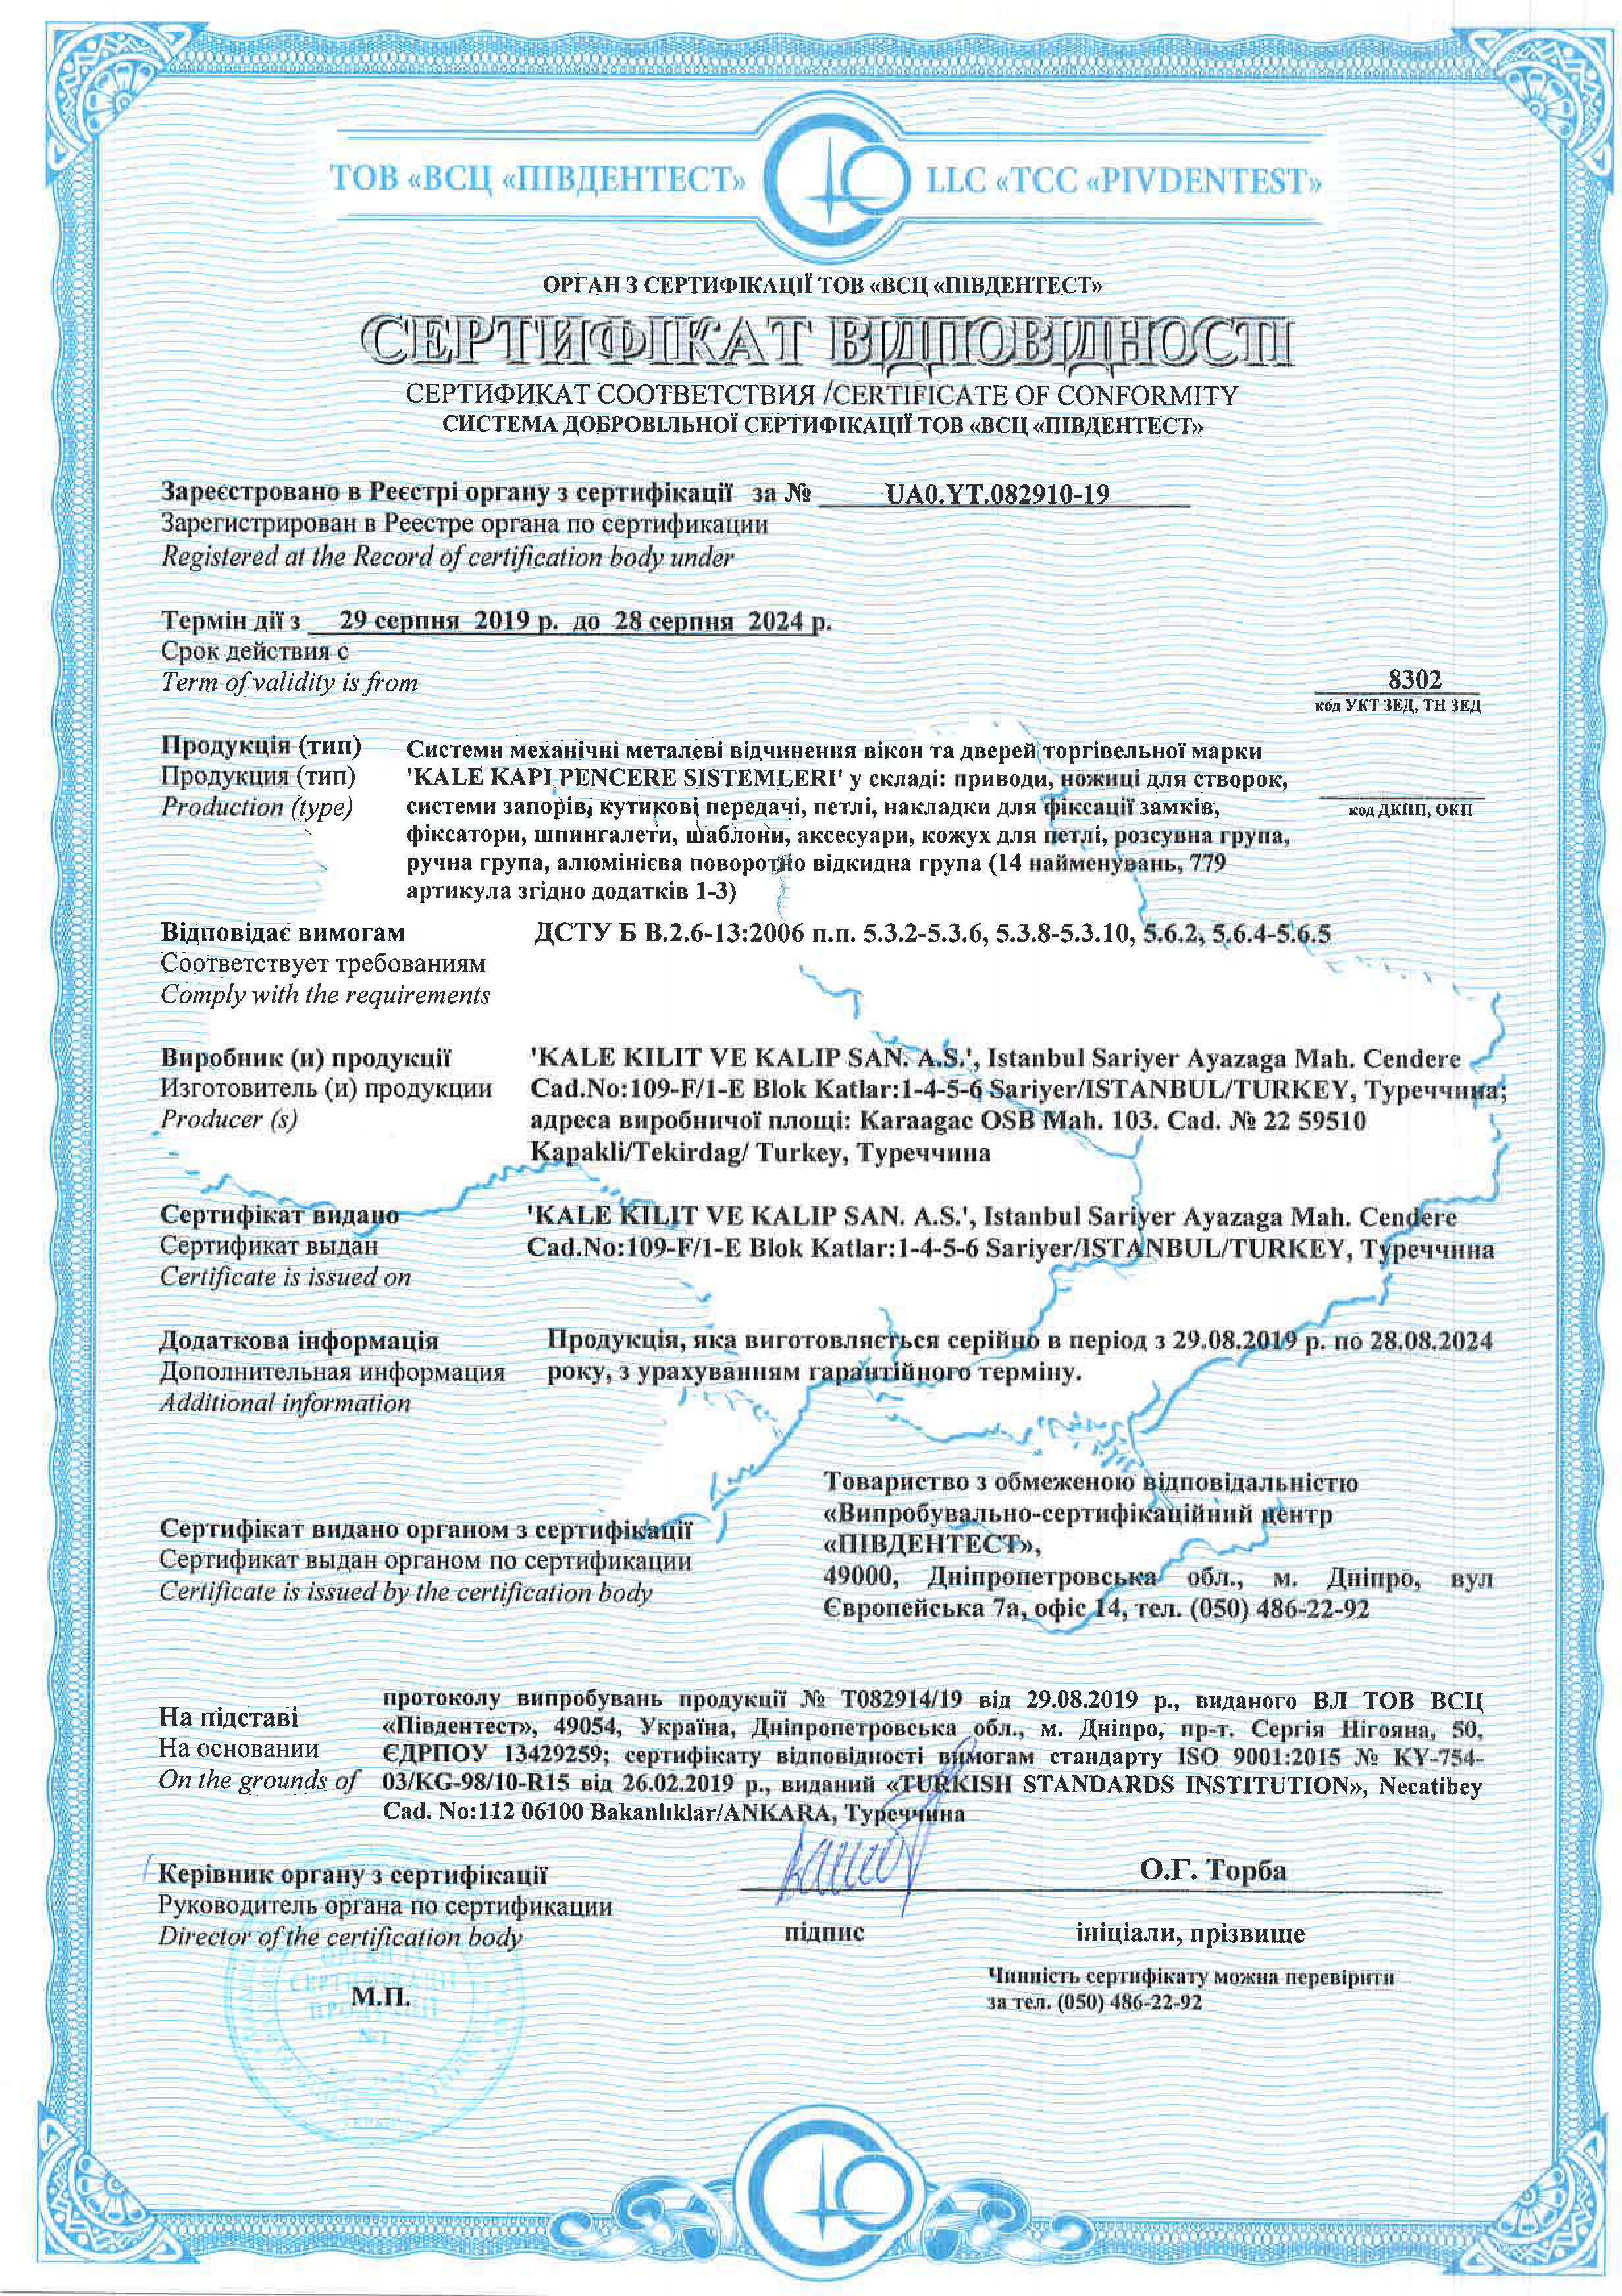 ТОВ «ВСЦ «ПІВДЕНТЕСТ» LLC «TCC «PIVDENTEST»
ОРГАН З СЕРТИФІКАЦІЇ ТОВ «ВСЦ «ПІВДЕНТЕСТ»
СЕРТИФІКАТ ВІДПОВІДНОСТІ
СЕРТИФИКАТ СООТВЕТСТВИЯ /CERTIFICATE OF CONFORMITY
СИСТЕМА ДОБРОВІЛЬНОЇ СЕРТИФІКАЦІЇ ТОВ «ВСЦ «ПІВДЕНТЕСТ»
Зареєстровано в Реєстрі органу з сертифікації за № UA0.YT.082910-19
Зарегистрирован в Реестре органа по сертификации
Registered at the Record of certification body under
Термін дії з 29 серпня 2019 р. до 28 серпня 2024 р.
Срок действия с
Term of validity is from
8302
код УКТ ЗЕД, ТН ЗЕД
Продукція (тип)
Продукция (тип)
Production (type)
Системи механічні металеві відчинення вікон та дверей торгівельної марки
'KALE KAPI PENCERE SISTEMLERI' у складі: приводи, ножиці для створок,
системи запорів, кутикові передачі, петлі, накладки для фіксації замків,
фіксатори, шпингалети, шаблони, аксесуари, кожух для петлі, розсувна група,
ручна група, алюмінієва поворотно відкидна група (14 найменувань, 779
артикула згідно додатків 1-3)
код ДКПП, ОКП
Відповідає вимогам
Соответствует требованиям
Comply with the requirements
ДСТУ Б В.2.6-13:2006 п.п. 5.3.2-5.3.6, 5.3.8-5.3.10, 5.6.2, 5.6.4-5.6.5
Виробник (и) продукції
Изготовитель (и) продукции
Producer (s)
'KALE KILIT VE KALIP SAN. A.S.', Istanbul Sariyer Ayazaga Mah. Cendere
Cad.No:109-F/1-E Blok Katlar:1-4-5-6 Sariyer/ISTANBUL/TURKEY, Туреччина;
адреса виробничої площі: Karaagac OSB Mah. 103. Cad. № 22 59510
Kapakli/Tekirdag/ Turkey, Туреччина
Сертифікат видано
Сертификат выдан
Certificate is issued on
'KALE KILIT VE KALIP SAN. A.S.', Istanbul Sariyer Ayazaga Mah. Cendere
Cad.No:109-F/1-E Blok Katlar:1-4-5-6 Sariyer/ISTANBUL/TURKEY, Туреччина
Додаткова інформація
Дополнительная информация
Additional information
Продукція, яка виготовляється серійно в період з 29.08.2019 р. по 28.08.2024
року, з урахуванням гарантійного терміну.
Сертифікат видано органом з сертифікації
Сертификат выдан органом по сертификации
Certificate is issued by the certification body
Товариство з обмеженою відповідальністю
«Випробувально-сертифікаційний центр
«ПІВДЕНТЕСТ»,
49000, Дніпропетровська обл., м. Дніпро, вул
Європейська 7а, офіс 14, тел. (050) 486-22-92
На підставі
На основании
On the grounds of
протоколу випробувань продукції № Т082914/19 від 29.08.2019 р., виданого ВЛ ТОВ ВСЦ
«Південтест», 49054, Україна, Дніпропетровська обл., м. Дніпро, пр-т. Сергія Нігояна, 50,
ЄДРПОУ 13429259; сертифікату відповідності вимогам стандарту ISO 9001:2015 № KY-754-
03/KG-98/10-R15 від 26.02.2019 р., виданий «TURKISH STANDARDS INSTITUTION», Necatibey
Cad. No:112 06100 Bakanlıklar/ANKARA, Туреччина
Керівник органу з сертифікації
Руководитель органа по сертификации
Director of the certification body
О.Г. Торба
підпис
ініціали, прізвище
Чинність сертифікату можна перевірити
за тел. (050) 486-22-92
М.П.
СЕРТИФІКАЦІЇ
ПРОДУКЦІЇ
№1